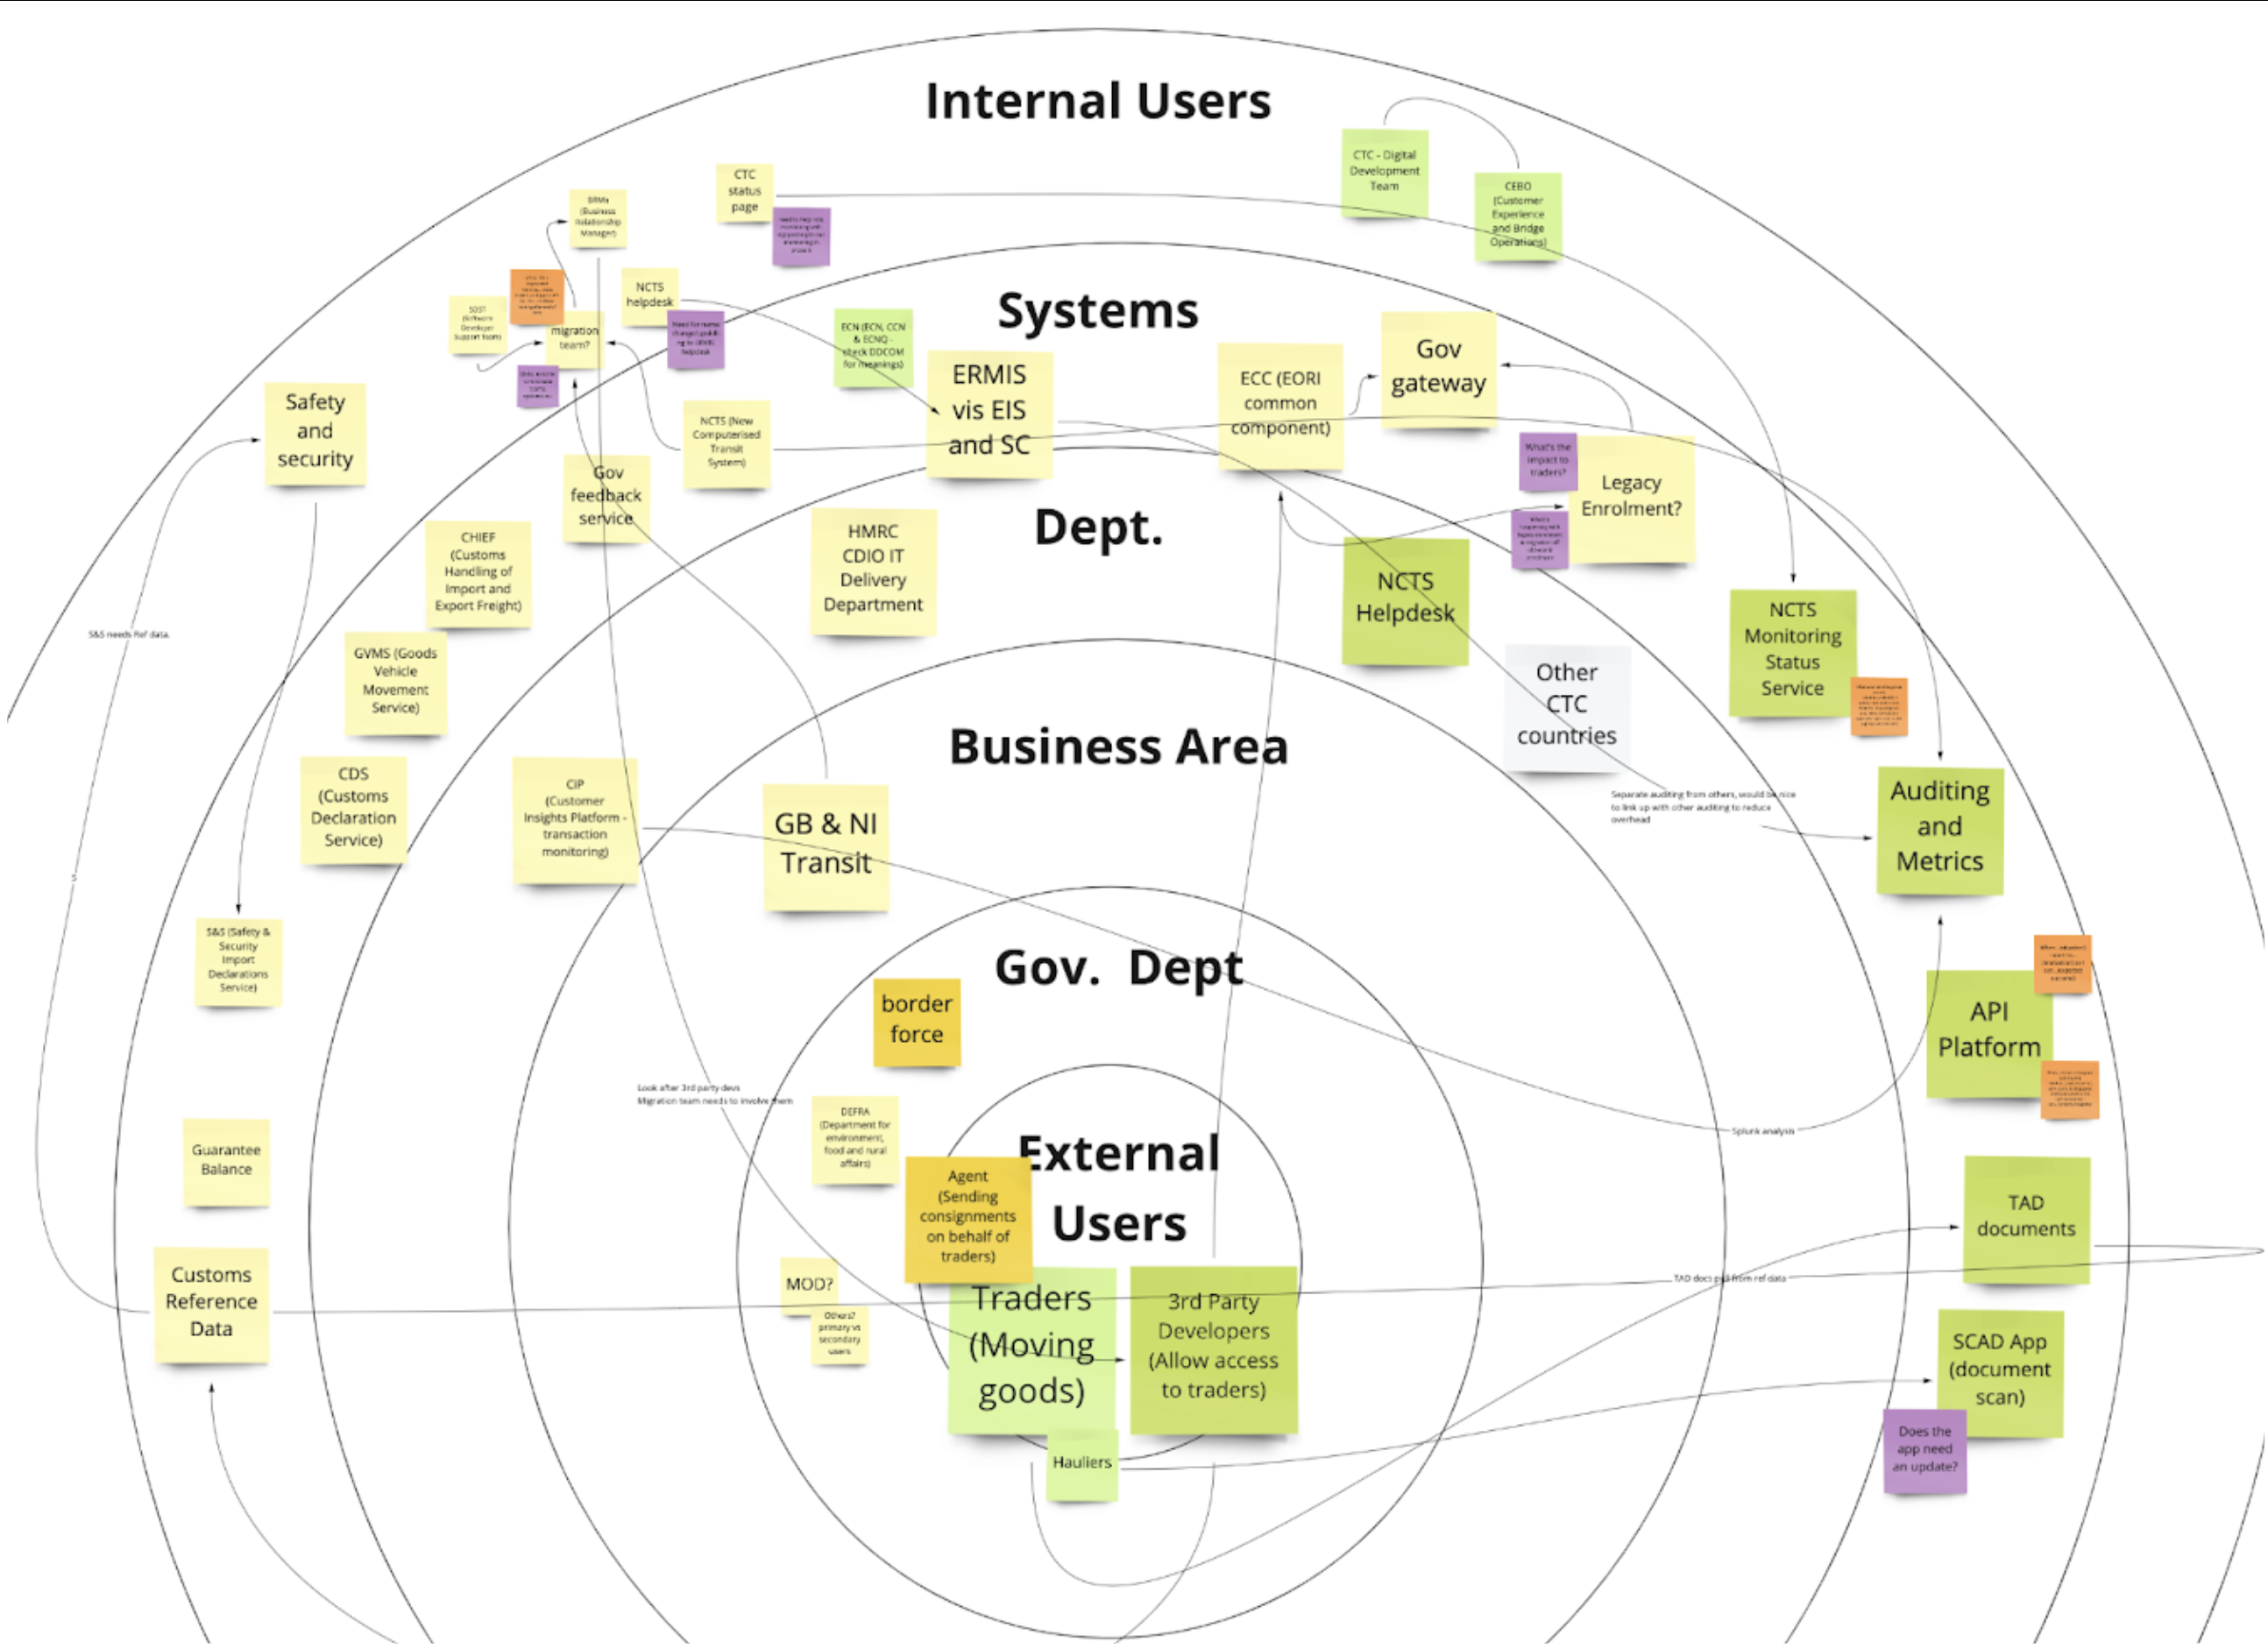 Internal Users
CTC - Digital
Development
Team
CEBO
(Customer
Experience
and Bridge
Operations)
CTC
status
page
BRMs
(Business
Relationship
Manager)
NCTS
helpdesk
Need for name
helpdesk
SDST
(Software
Developer
Support team)
migration
team?
Systems
ECN (ECN, CCN
& ECNQ -
check DDCOM
for meanings)
ERMIS
vis EIS
and SC
ECC (EORI
common
component)
Gov
gateway
What's the
impact to
traders?
Legacy
Enrolment?
NCTS (New
Computerised
Transit
System)
Gov
feedback
service
Safety
and
security
CHIEF
(Customs
Handling of
Import and
Export Freight)
GVMS (Goods
Vehicle
Movement
Service)
CDS
(Customs
Declaration
Service)
S&S needs Ref data.
S
S&S (Safety &
Security
Import
Declarations
Service)
Guarantee
Balance
Customs
Reference
Data
Dept.
HMRC
CDIO IT
Delivery
Department
NCTS
Helpdesk
Other
CTC
countries
NCTS
Monitoring
Status
Service
Separate auditing from others, would be nice
to link up with other auditing to reduce
overhead
Auditing
and
Metrics
CIP
(Customer
Insights Platform -
transaction
monitoring)
Business Area
GB & NI
Transit
API
Platform
Splunk analysis
Gov. Dept
border
force
Look after 3rd party devs
Migration team needs to involve them
DEFRA
(Department for
environment,
food and rural
affairs)
MOD?
Others?
primary vs
secondary
users
External
Users
Agent
(Sending
consignments
on behalf of
traders)
Traders
(Moving
goods)
3rd Party
Developers
(Allow access
to traders)
Hauliers
TAD docs pull from ref data
TAD
documents
SCAD App
(document
scan)
Does the
app need
an update?